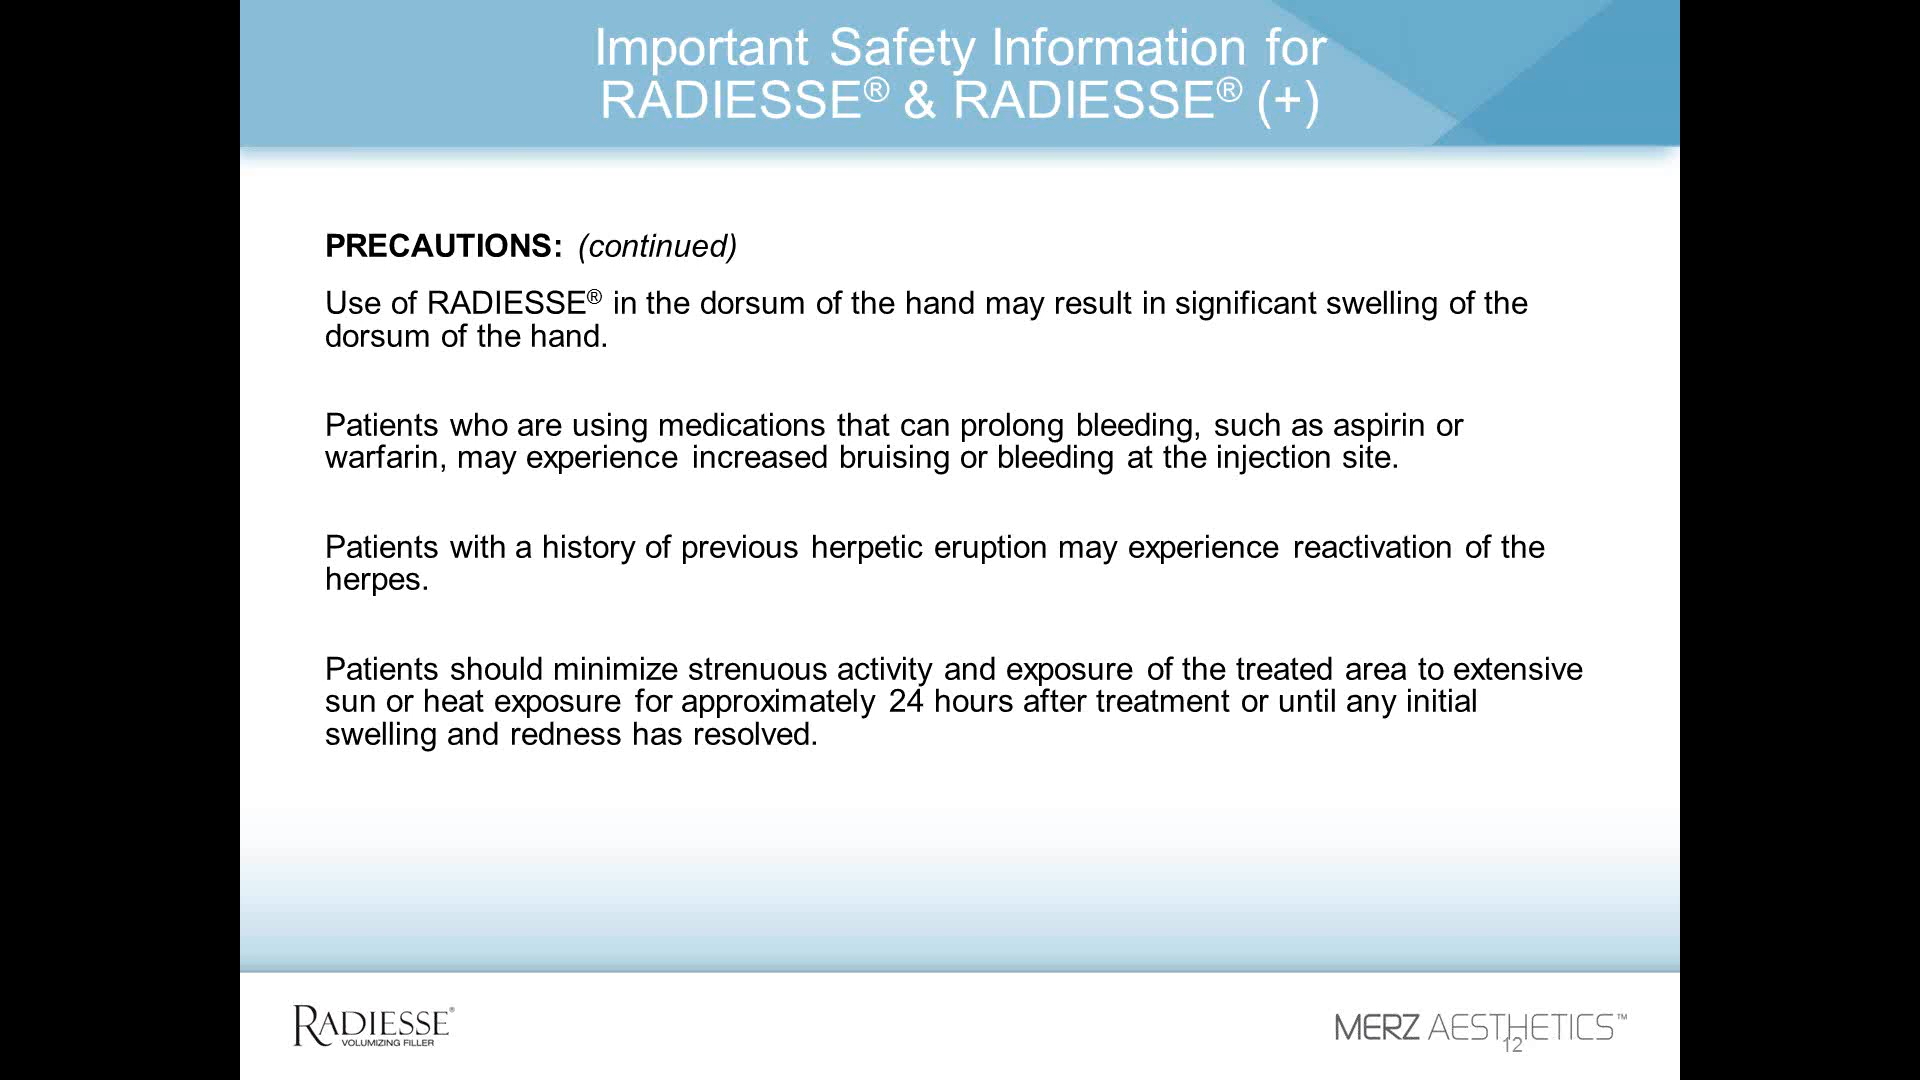 Important Safety Information for
RADIESSE® & RADIESSE® (+)
PRECAUTIONS: (continued)
Use of RADIESSE® in the dorsum of the hand may result in significant swelling of the
dorsum of the hand.
Patients who are using medications that can prolong bleeding, such as aspirin or
warfarin, may experience increased bruising or bleeding at the injection site.
Patients with a history of previous herpetic eruption may experience reactivation of the
herpes.
Patients should minimize strenuous activity and exposure of the treated area to extensive
sun or heat exposure for approximately 24 hours after treatment or until any initial
swelling and redness has resolved.
RADIESSE®
VOLUMIZING FILLER
MERZ AESTHETICS™
12